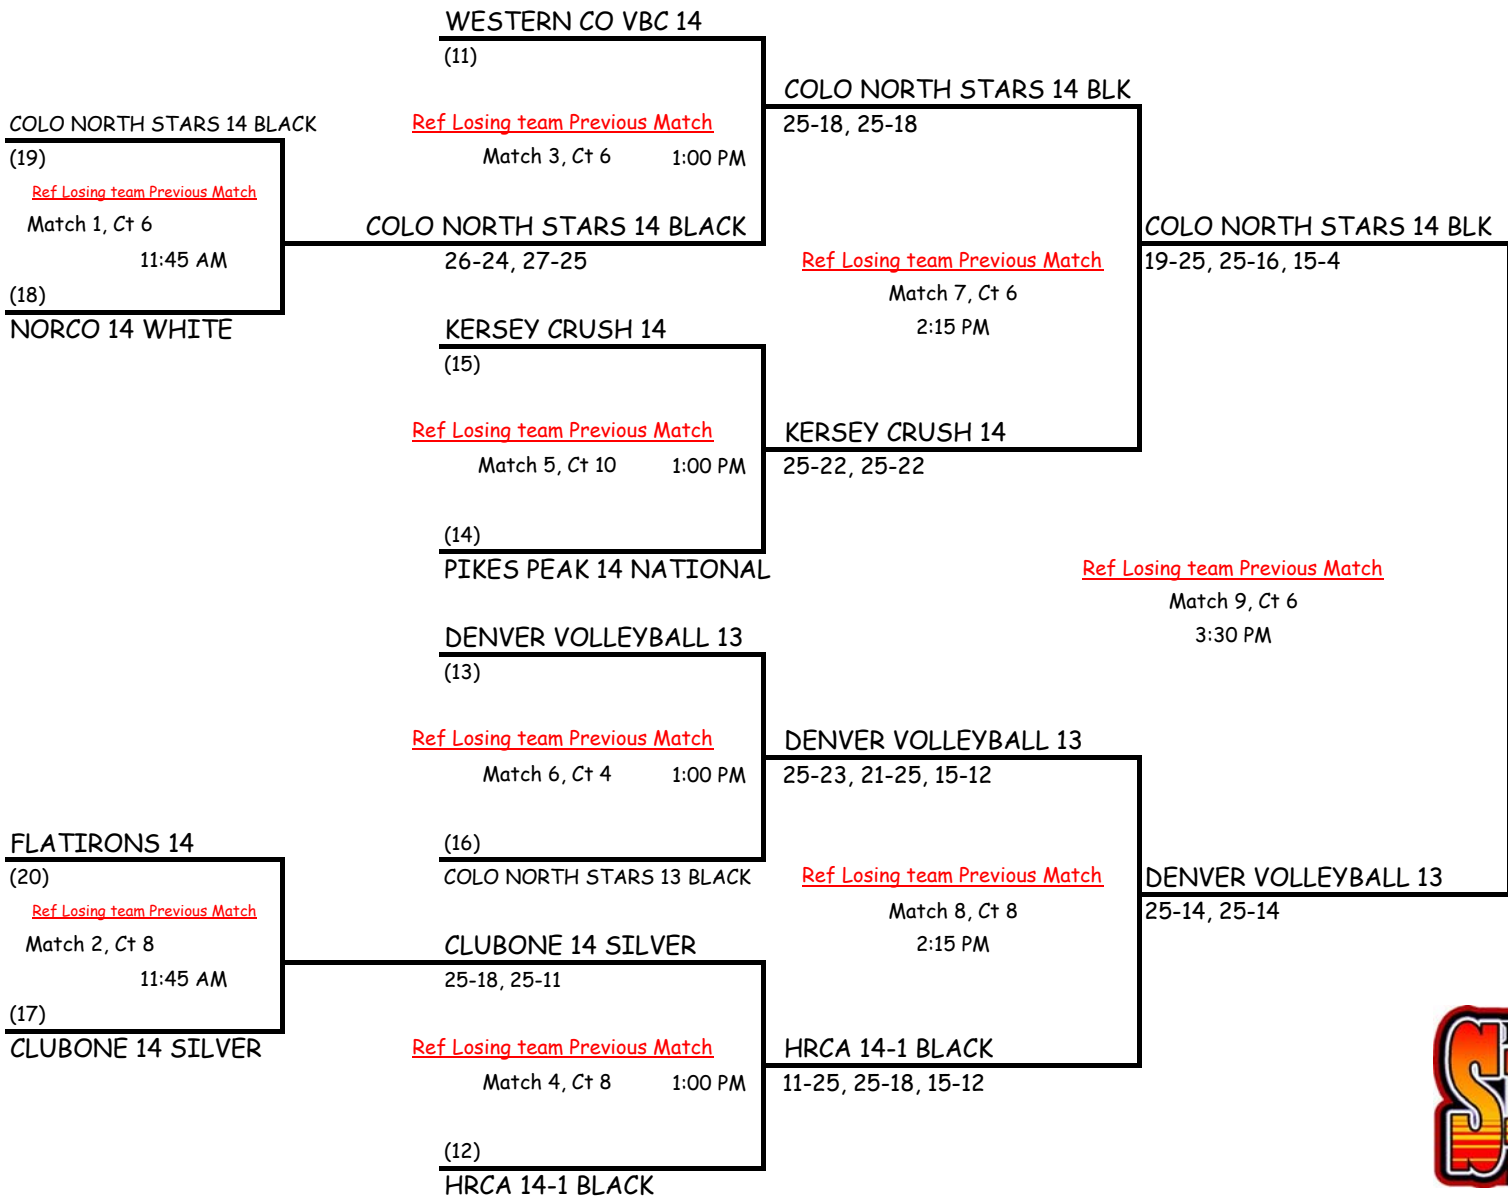 WESTERN CO VBC 14
(11)
COLO NORTH STARS 14 BLK
25-18, 25-18
COLO NORTH STARS 14 BLACK
(19)
Ref Losing team Previous Match
Match 1, Ct 6
11:45 AM
(18)
NORCO 14 WHITE
Ref Losing team Previous Match
Match 3, Ct 6 1:00 PM
COLO NORTH STARS 14 BLACK
26-24, 27-25
COLO NORTH STARS 14 BLK
19-25, 25-16, 15-4
Ref Losing team Previous Match
Match 7, Ct 6
2:15 PM
KERSEY CRUSH 14
(15)
Ref Losing team Previous Match
Match 5, Ct 10 1:00 PM
KERSEY CRUSH 14
25-22, 25-22
(14)
PIKES PEAK 14 NATIONAL
Ref Losing team Previous Match
Match 9, Ct 6
3:30 PM
DENVER VOLLEYBALL 13
(13)
Ref Losing team Previous Match
Match 6, Ct 4 1:00 PM
DENVER VOLLEYBALL 13
25-23, 21-25, 15-12
(16)
COLO NORTH STARS 13 BLACK
FLATIRONS 14
(20)
Ref Losing team Previous Match
Match 2, Ct 8
11:45 AM
(17)
CLUBONE 14 SILVER
Ref Losing team Previous Match
Match 8, Ct 8
2:15 PM
DENVER VOLLEYBALL 13
25-14, 25-14
CLUBONE 14 SILVER
25-18, 25-11
Ref Losing team Previous Match
Match 4, Ct 8 1:00 PM
HRCA 14-1 BLACK
11-25, 25-18, 15-12
(12)
HRCA 14-1 BLACK